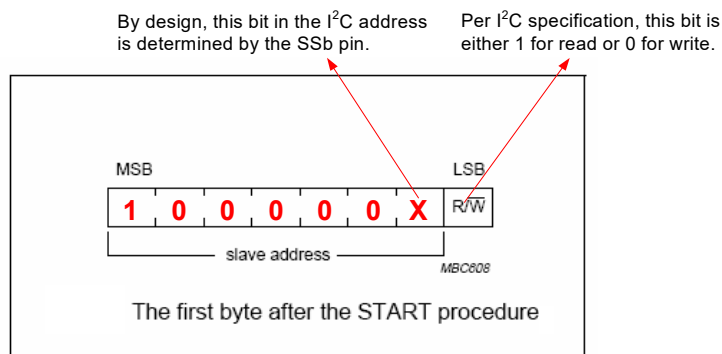 By design, this bit in the I²C address
is determined by the SSb pin.
Per I²C specification, this bit is
either 1 for read or 0 for write.
MSB LSB
1 0 0 0 0 0 X R/W̅
slave address
MBC608
The first byte after the START procedure